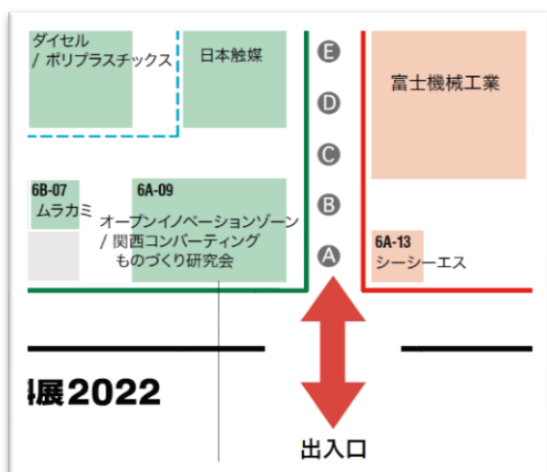 ダイセル
/ ポリプラスチックス
日本触媒
E
富士機械工業
D
C
6B-07
ムラカミ
6A-09
オープンイノベーションゾーン
/ 関西コンバーティング
ものづくり研究会
B
A
6A-13
シーシーエス
展2022
出入口